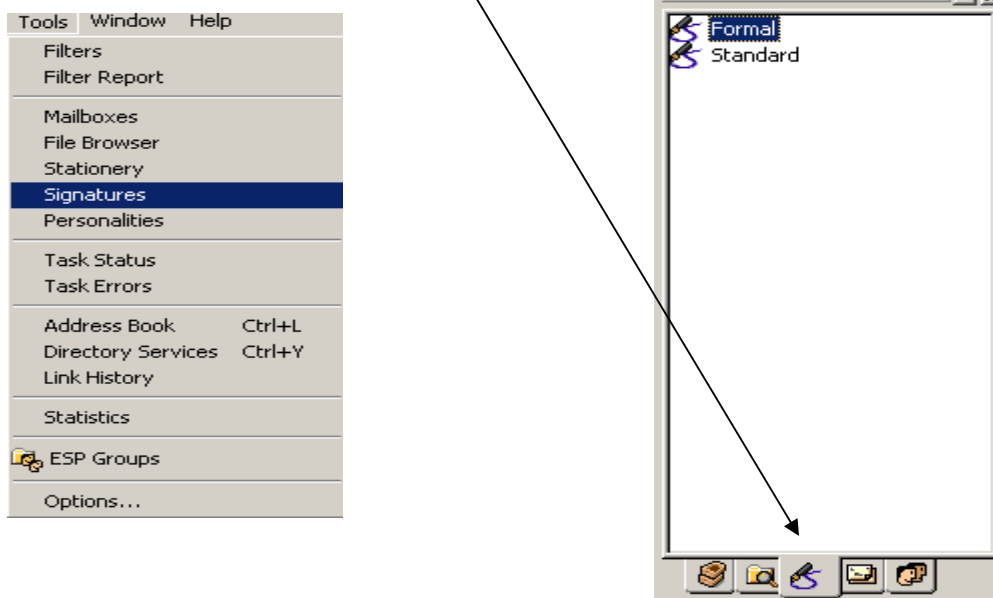 Tools Window Help
Filters
Filter Report
Mailboxes
File Browser
Stationery
Signatures
Personalities
Task Status
Task Errors
Address Book Ctrl+L
Directory Services Ctrl+Y
Link History
Statistics
ESP Groups
Options...
Formal
Standard